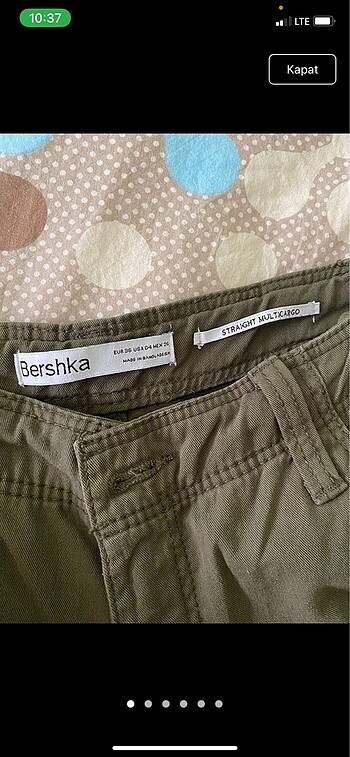 10:37
LTE
Kapat
Bershka
EUR 36 USA 04 MEX 26
MADE IN BANGLADESH
STRAIGHT MULTICARGO